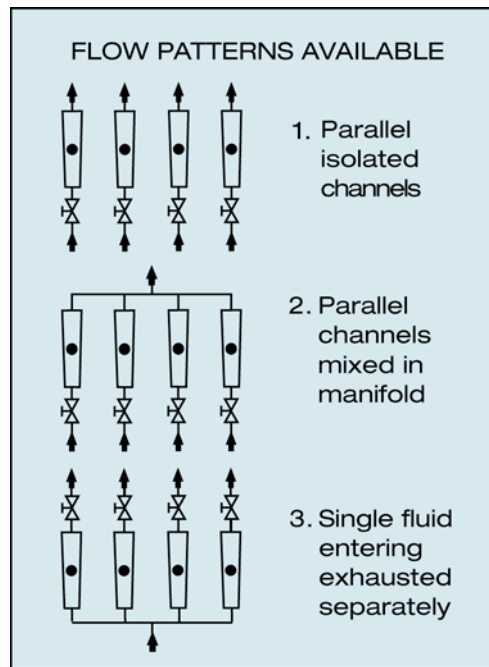 FLOW PATTERNS AVAILABLE
1. Parallel
isolated
channels
2. Parallel
channels
mixed in
manifold
3. Single fluid
entering
exhausted
separately